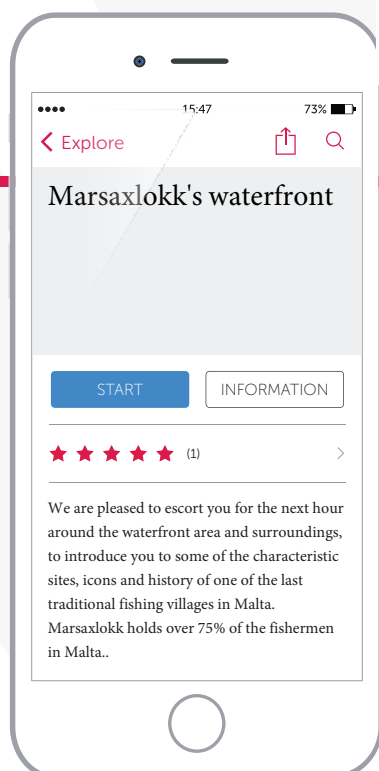 15:47
73%
Explore
Marsaxlokk's waterfront
START
INFORMATION
(1)
We are pleased to escort you for the next hour
around the waterfront area and surroundings,
to introduce you to some of the characteristic
sites, icons and history of one of the last
traditional fishing villages in Malta.
Marsaxlokk holds over 75% of the fishermen
in Malta..